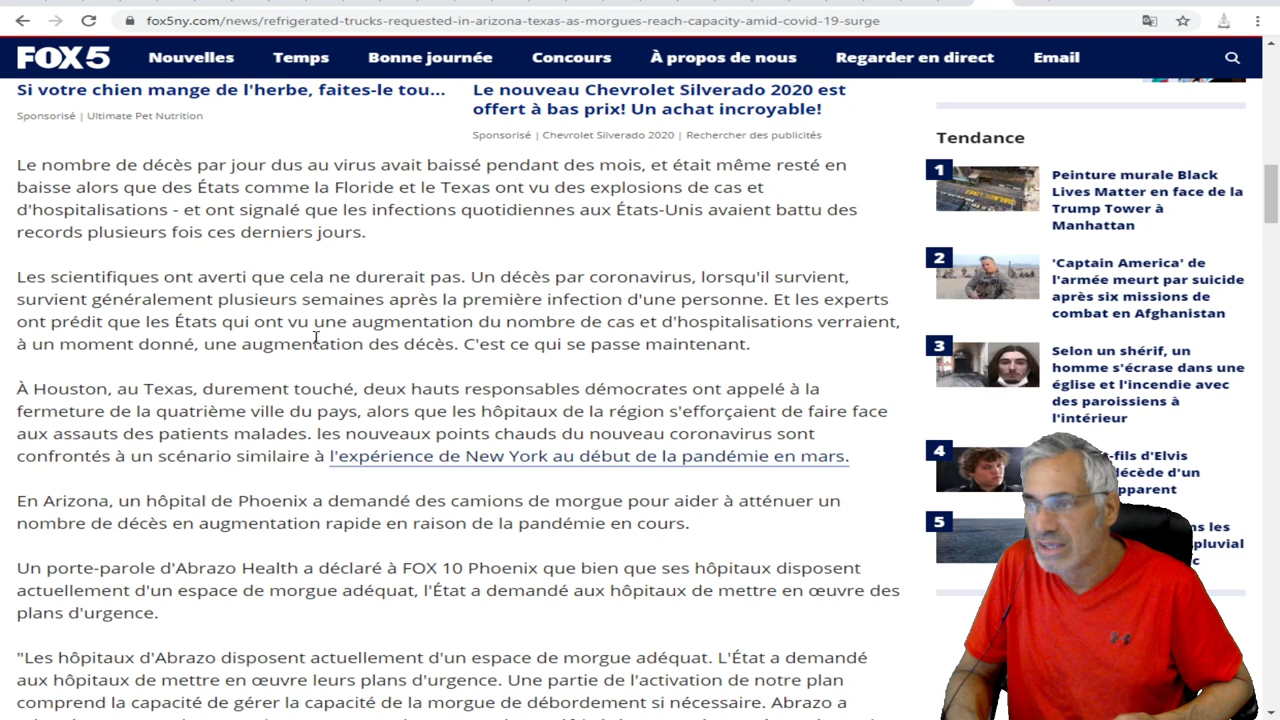 fox5ny.com/news/refrigerated-trucks-requested-in-arizona-texas-as-morgues-reach-capacity-amid-covid-19-surge
FOX 5 Nouvelles Temps Bonne journée Concours À propos de nous Regarder en direct Email
Si votre chien mange de l'herbe, faites-le tou...
Sponsorisé | Ultimate Pet Nutrition
Le nouveau Chevrolet Silverado 2020 est
offert à bas prix! Un achat incroyable!
Sponsorisé | Chevrolet Silverado 2020 | Rechercher des publicités
Le nombre de décès par jour dus au virus avait baissé pendant des mois, et était même resté en
baisse alors que des États comme la Floride et le Texas ont vu des explosions de cas et
d'hospitalisations - et ont signalé que les infections quotidiennes aux États-Unis avaient battu des
records plusieurs fois ces derniers jours.
Les scientifiques ont averti que cela ne durerait pas. Un décès par coronavirus, lorsqu'il survient,
survient généralement plusieurs semaines après la première infection d'une personne. Et les experts
ont prédit que les États qui ont vu une augmentation du nombre de cas et d'hospitalisations verraient,
à un moment donné, une augmentation des décès. C'est ce qui se passe maintenant.
À Houston, au Texas, durement touché, deux hauts responsables démocrates ont appelé à la
fermeture de la quatrième ville du pays, alors que les hôpitaux de la région s'efforçaient de faire face
aux assauts des patients malades. les nouveaux points chauds du nouveau coronavirus sont
confrontés à un scénario similaire à l'expérience de New York au début de la pandémie en mars.
En Arizona, un hôpital de Phoenix a demandé des camions de morgue pour aider à atténuer un
nombre de décès en augmentation rapide en raison de la pandémie en cours.
Un porte-parole d'Abrazo Health a déclaré à FOX 10 Phoenix que bien que ses hôpitaux disposent
actuellement d'un espace de morgue adéquat, l'État a demandé aux hôpitaux de mettre en œuvre des
plans d'urgence.
"Les hôpitaux d'Abrazo disposent actuellement d'un espace de morgue adéquat. L'État a demandé
aux hôpitaux de mettre en œuvre leurs plans d'urgence. Une partie de l'activation de notre plan
comprend la capacité de gérer la capacité de la morgue de débordement si nécessaire. Abrazo a
Tendance
1
Peinture murale Black
Lives Matter en face de la
Trump Tower à
Manhattan
2
'Captain America' de
l'armée meurt par suicide
après six missions de
combat en Afghanistan
3
Selon un shérif, un
homme s'écrase dans une
église et l'incendie avec
des paroissiens à
l'intérieur
4
-fils d'Elvis
décède d'un
apparent
5
ns les
pluvial